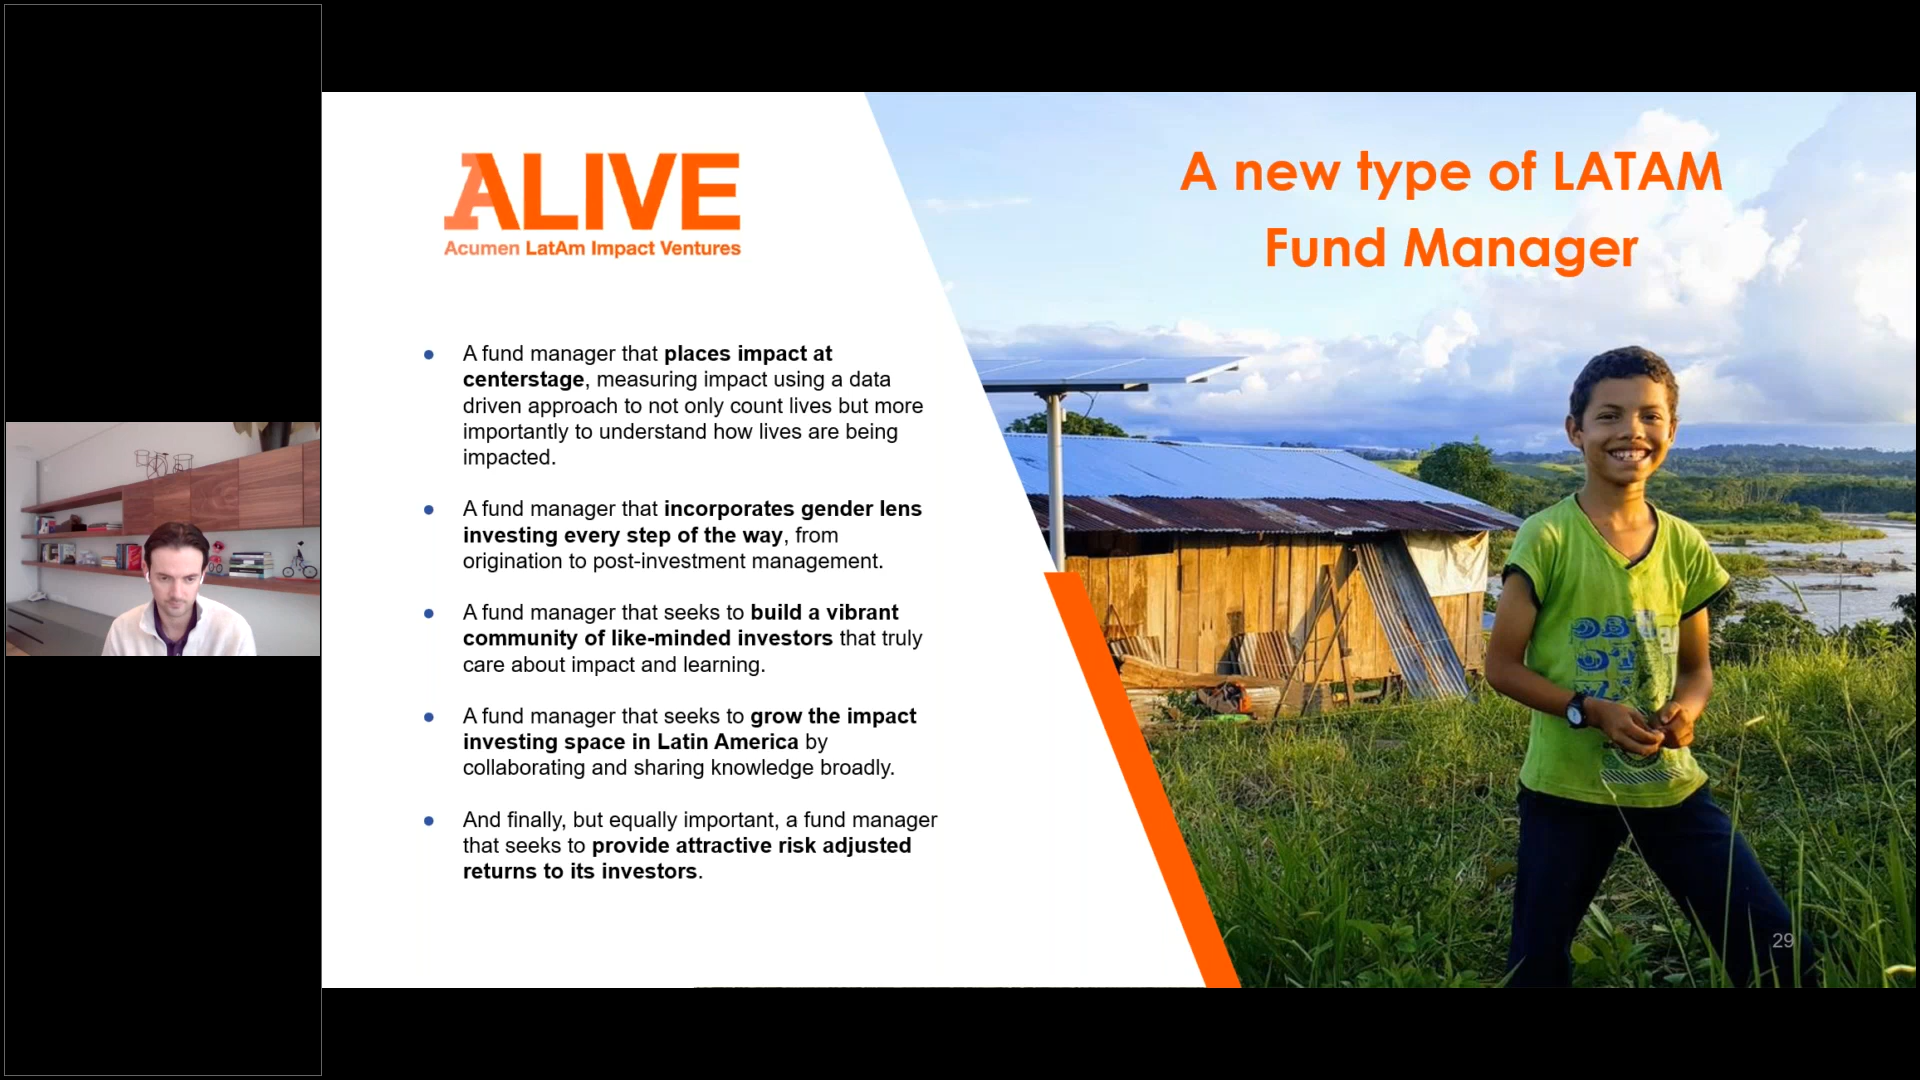 ALIVE
Acumen LatAm Impact Ventures
A new type of LATAM
Fund Manager
● A fund manager that places impact at
centerstage, measuring impact using a data
driven approach to not only count lives but more
importantly to understand how lives are being
impacted.
● A fund manager that incorporates gender lens
investing every step of the way, from
origination to post-investment management.
● A fund manager that seeks to build a vibrant
community of like-minded investors that truly
care about impact and learning.
● A fund manager that seeks to grow the impact
investing space in Latin America by
collaborating and sharing knowledge broadly.
● And finally, but equally important, a fund manager
that seeks to provide attractive risk adjusted
returns to its investors.
29